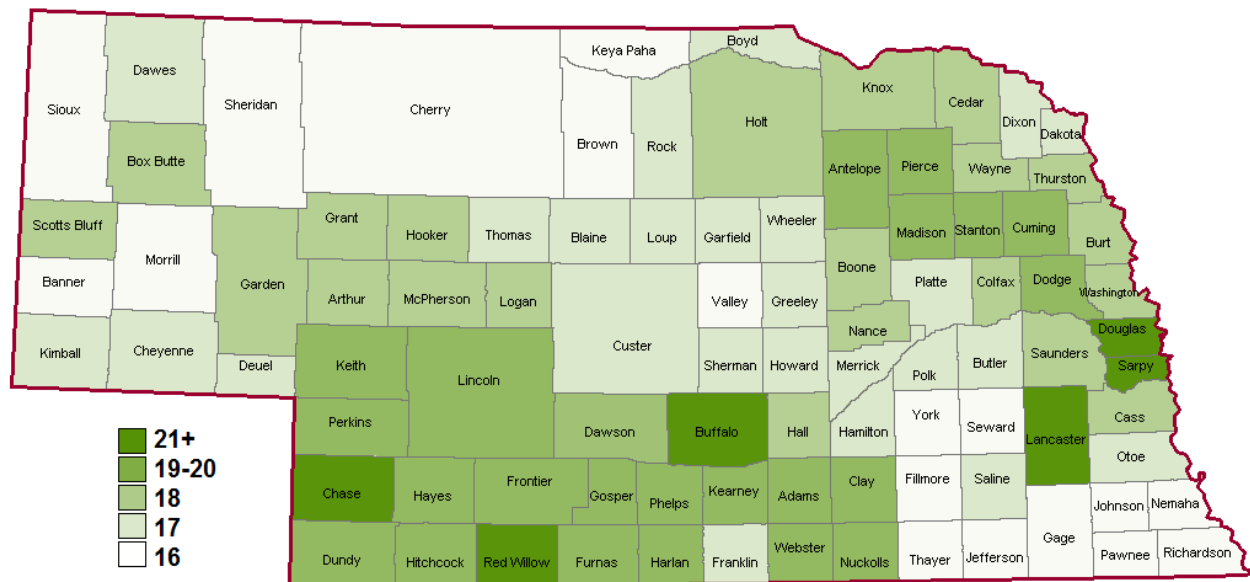 Keya Paha
Boyd
Dawes
Sioux
Sheridan
Cherry
Knox
Cedar
Dixon
Dakota
Holt
Brown
Rock
Box Butte
Antelope
Pierce
Wayne
Thurston
Scotts Bluff
Grant
Hooker
Thomas
Blaine
Loup
Garfield
Wheeler
Madison
Stanton
Cuming
Burt
Morrill
Banner
Garden
Arthur
McPherson
Logan
Valley
Greeley
Boone
Platte
Colfax
Dodge
Washington
Kimball
Cheyenne
Deuel
Keith
Lincoln
Custer
Sherman
Howard
Nance
Merrick
Polk
Butler
Saunders
Douglas
Sarpy
Perkins
Dawson
Buffalo
Hall
Hamilton
York
Seward
Lancaster
Cass
Otoe
21+
19-20
18
17
16
Chase
Hayes
Frontier
Gosper
Phelps
Kearney
Adams
Clay
Fillmore
Saline
Johnson
Nemaha
Dundy
Hitchcock
Red Willow
Furnas
Harlan
Franklin
Webster
Nuckolls
Thayer
Jefferson
Gage
Pawnee
Richardson